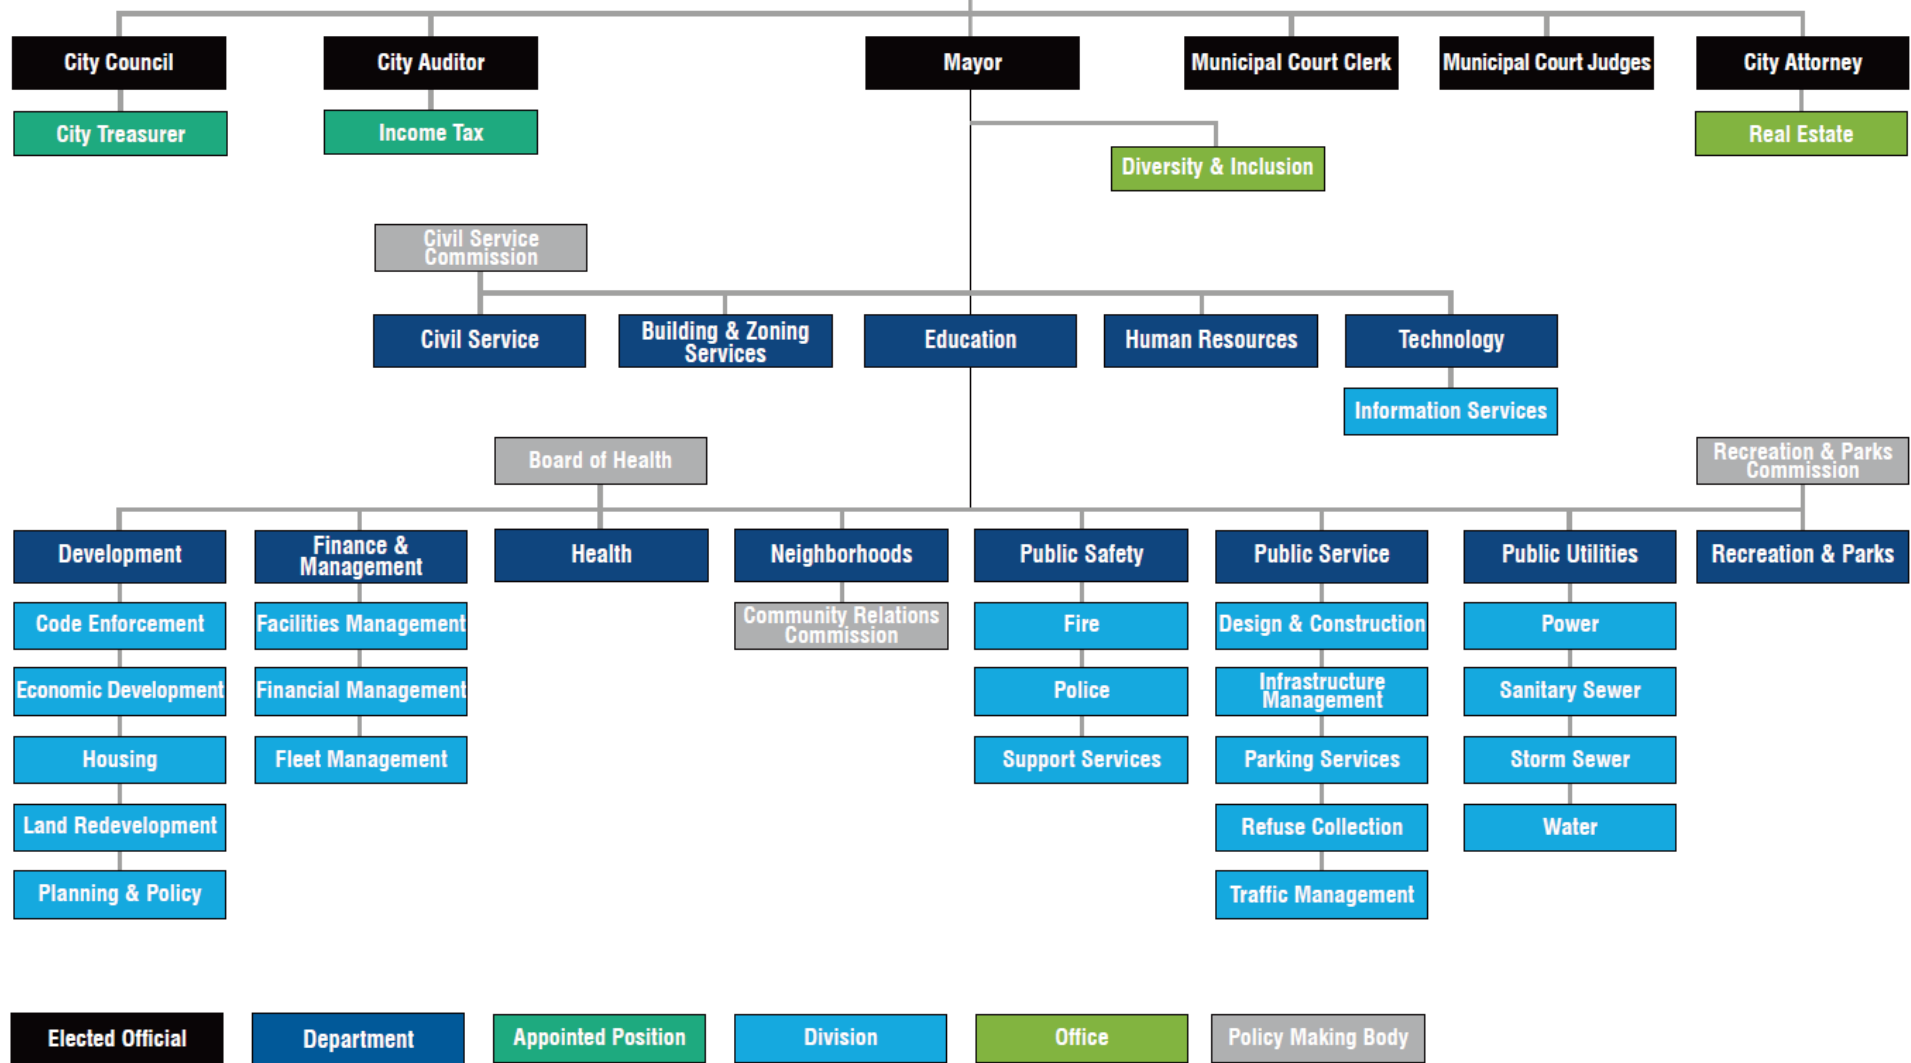 City Council
City Auditor
Mayor
Municipal Court Clerk
Municipal Court Judges
City Attorney
City Treasurer
Income Tax
Real Estate
Diversity & Inclusion
Civil Service
Commission
Civil Service
Building & Zoning
Services
Education
Human Resources
Technology
Information Services
Board of Health
Recreation & Parks
Commission
Development
Finance &
Management
Health
Neighborhoods
Public Safety
Public Service
Public Utilities
Recreation & Parks
Code Enforcement
Facilities Management
Community Relations
Commission
Fire
Design & Construction
Power
Economic Development
Financial Management
Police
Infrastructure
Management
Sanitary Sewer
Housing
Fleet Management
Support Services
Parking Services
Storm Sewer
Land Redevelopment
Refuse Collection
Water
Planning & Policy
Traffic Management
Elected Official
Department
Appointed Position
Division
Office
Policy Making Body